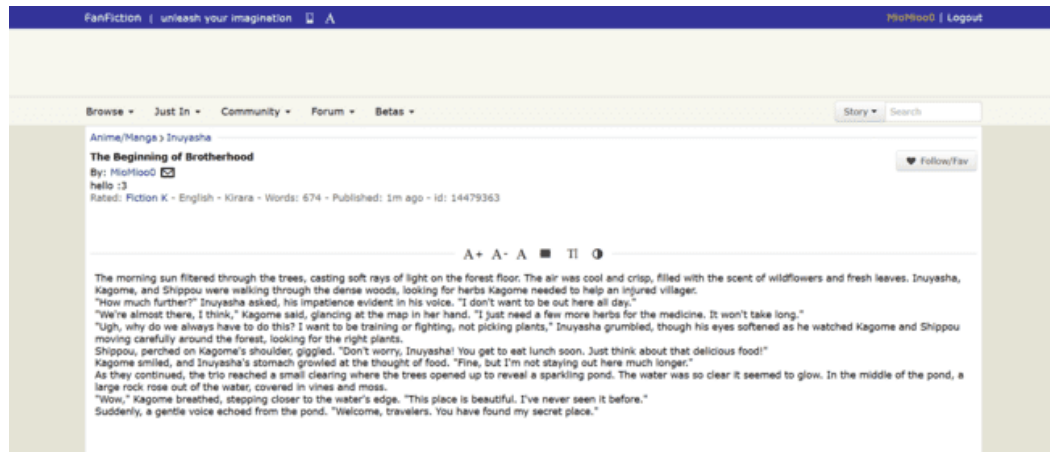 FanFiction | unleash your imagination A
MioMioo0 | Logout
Browse Just In Community Forum Betas
Story Search
Anime/Manga > Inuyasha
The Beginning of Brotherhood
Follow/Fav
By: MioMioo0
hello :3
Rated: Fiction K - English - Kirara - Words: 674 - Published: 1m ago - id: 14479363
A+ A- A TI
The morning sun filtered through the trees, casting soft rays of light on the forest floor. The air was cool and crisp, filled with the scent of wildflowers and fresh leaves. Inuyasha,
Kagome, and Shippou were walking through the dense woods, looking for herbs Kagome needed to help an injured villager.
"How much further?" Inuyasha asked, his impatience evident in his voice. "I don't want to be out here all day."
"We're almost there, I think," Kagome said, glancing at the map in her hand. "I just need a few more herbs for the medicine. It won't take long."
"Ugh, why do we always have to do this? I want to be training or fighting, not picking plants," Inuyasha grumbled, though his eyes softened as he watched Kagome and Shippou
moving carefully around the forest, looking for the right plants.
Shippou, perched on Kagome's shoulder, giggled. "Don't worry, Inuyasha! You get to eat lunch soon. Just think about that delicious food!"
Kagome smiled, and Inuyasha's stomach growled at the thought of food. "Fine, but I'm not staying out here much longer."
As they continued, the trio reached a small clearing where the trees opened up to reveal a sparkling pond. The water was so clear it seemed to glow. In the middle of the pond, a
large rock rose out of the water, covered in vines and moss.
"Wow," Kagome breathed, stepping closer to the water's edge. "This place is beautiful. I've never seen it before."
Suddenly, a gentle voice echoed from the pond. "Welcome, travelers. You have found my secret place."